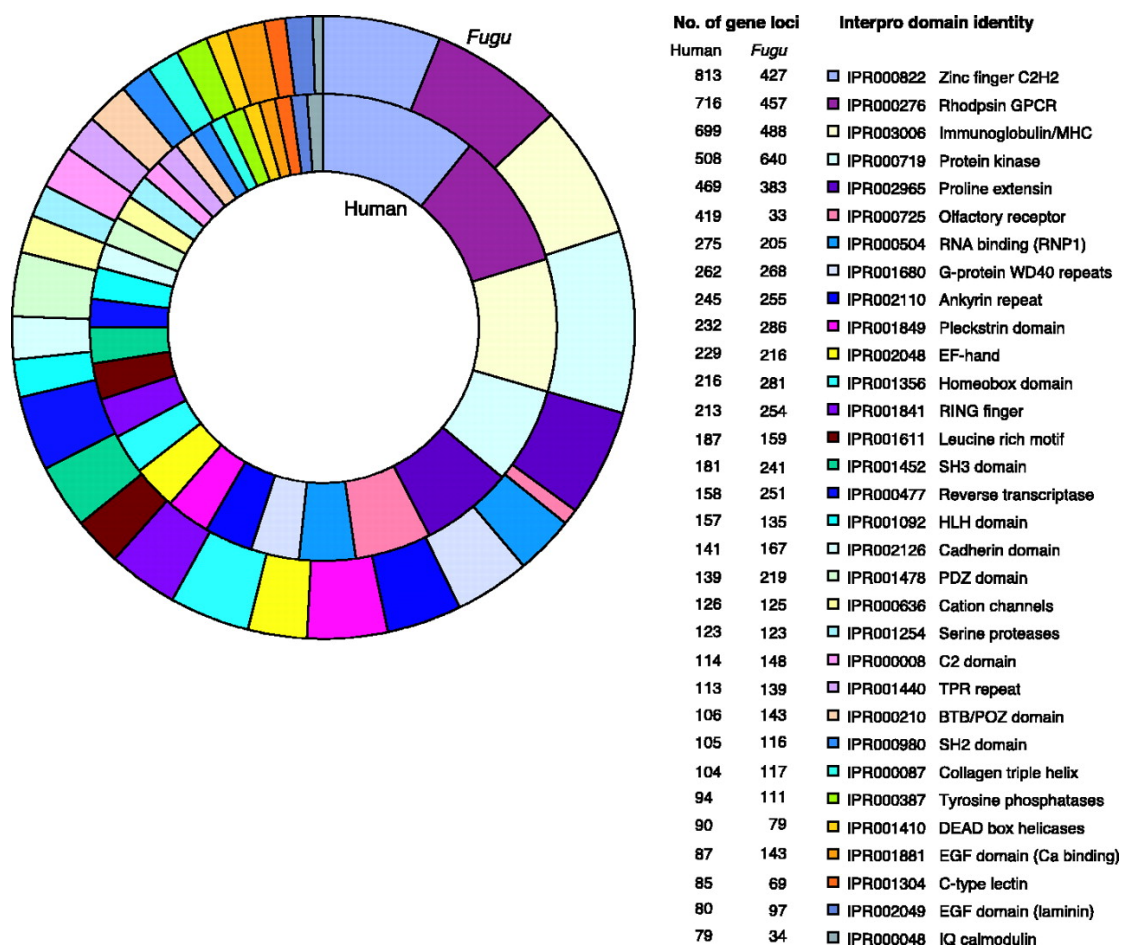 Fugu
Human
No. of gene loci Interpro domain identity
Human Fugu
813 427 IPR000822 Zinc finger C2H2
716 457 IPR000276 Rhodpsin GPCR
699 488 IPR003006 Immunoglobulin/MHC
508 640 IPR000719 Protein kinase
469 383 IPR002965 Proline extensin
419 33 IPR000725 Olfactory receptor
275 205 IPR000504 RNA binding (RNP1)
262 268 IPR001680 G-protein WD40 repeats
245 255 IPR002110 Ankyrin repeat
232 286 IPR001849 Pleckstrin domain
229 216 IPR002048 EF-hand
216 281 IPR001356 Homeobox domain
213 254 IPR001841 RING finger
187 159 IPR001611 Leucine rich motif
181 241 IPR001452 SH3 domain
158 251 IPR000477 Reverse transcriptase
157 135 IPR001092 HLH domain
141 167 IPR002126 Cadherin domain
139 219 IPR001478 PDZ domain
126 125 IPR000636 Cation channels
123 123 IPR001254 Serine proteases
114 148 IPR000008 C2 domain
113 139 IPR001440 TPR repeat
106 143 IPR000210 BTB/POZ domain
105 116 IPR000980 SH2 domain
104 117 IPR000087 Collagen triple helix
94 111 IPR000387 Tyrosine phosphatases
90 79 IPR001410 DEAD box helicases
87 143 IPR001881 EGF domain (Ca binding)
85 69 IPR001304 C-type lectin
80 97 IPR002049 EGF domain (laminin)
79 34 IPR000048 IQ calmodulin